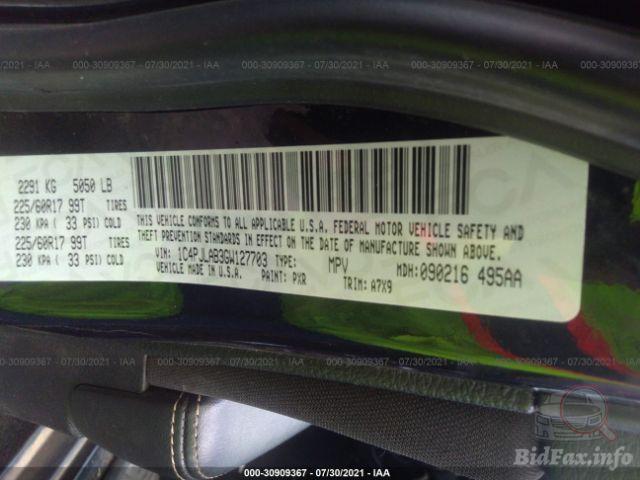 000-30909367 - 07/30/2021 - IAA
2291 KG 5050 LB
225/60R17 99T TIRES
230 KPA ( 33 PSI) COLD
225/60R17 99T TIRES
230 KPA ( 33 PSI) COLD
THIS VEHICLE CONFORMS TO ALL APPLICABLE U.S.A. FEDERAL MOTOR VEHICLE SAFETY AND
THEFT PREVENTION STANDARDS IN EFFECT ON THE DATE OF MANUFACTURE SHOWN ABOVE.
VIN: 1C4PJLAB3GW127703 TYPE: MPV MDH: 090216 495AA
VEHICLE MADE IN U.S.A. PAINT: PXR TRIM: A7X9
000-30909367 - 07/30/2021 - IAA
BidFax.info